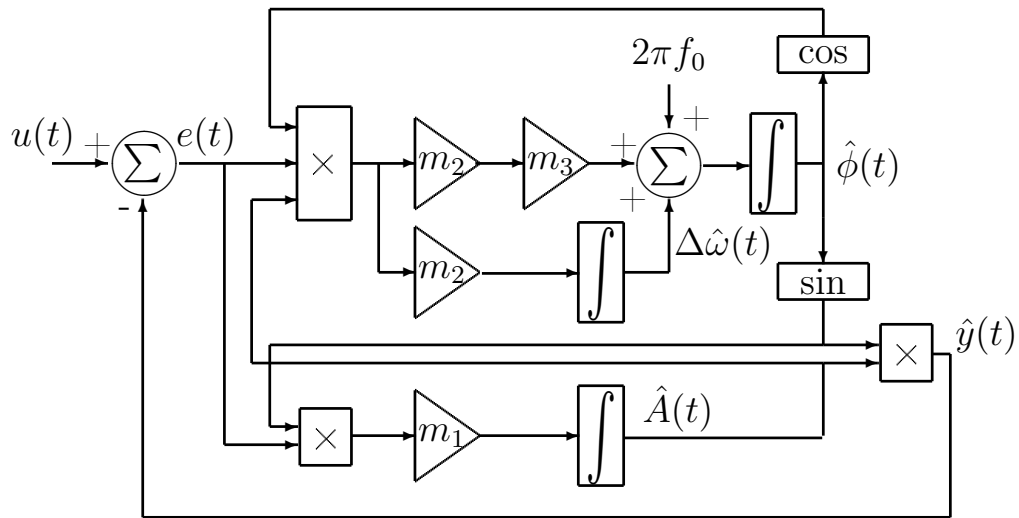 cos
2πf₀
+
u(t)
+
∑
e(t)
×
m₂
m₃
+
∑
∫
φ̂(t)
-
+
m₂
∫
Δω̂(t)
sin
ŷ(t)
×
×
m₁
∫
Â(t)